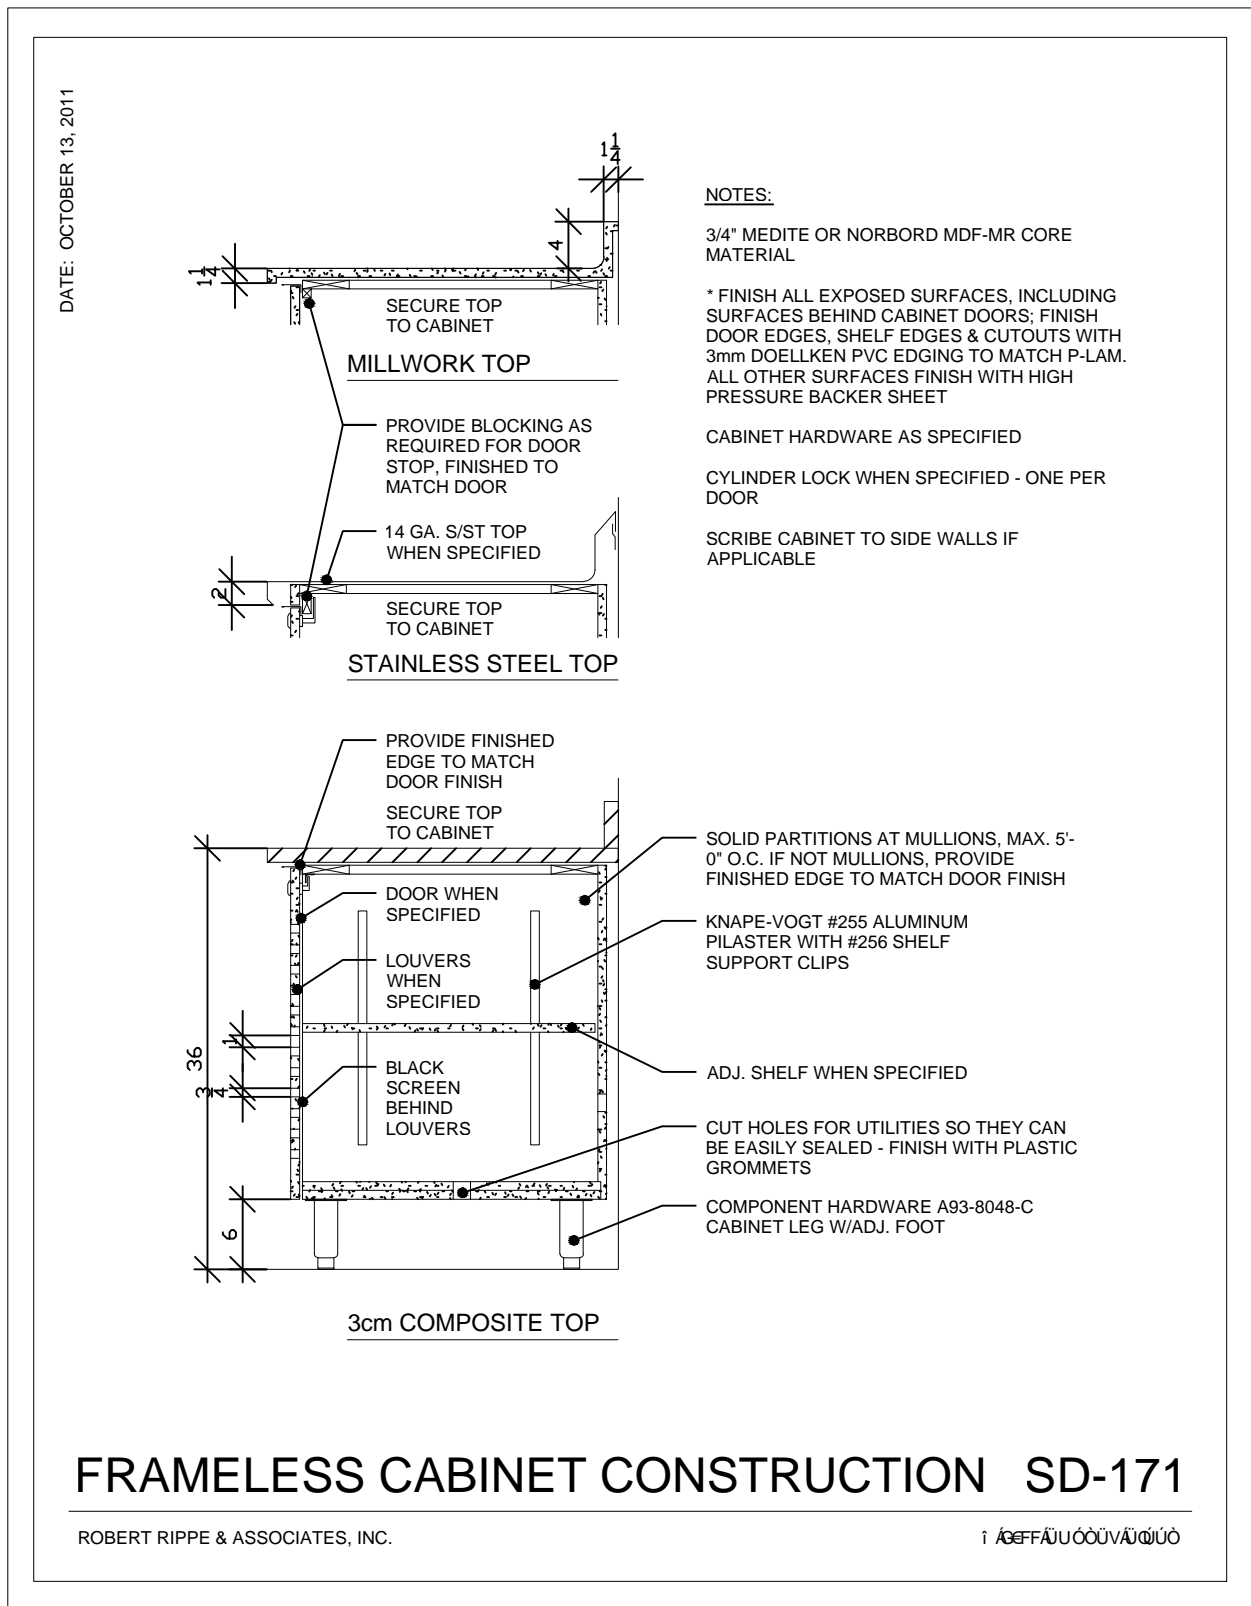 DATE: OCTOBER 13, 2011
1 1/4
4
1 1/4
SECURE TOP
TO CABINET
MILLWORK TOP
PROVIDE BLOCKING AS
REQUIRED FOR DOOR
STOP, FINISHED TO
MATCH DOOR
14 GA. S/ST TOP
WHEN SPECIFIED
2
SECURE TOP
TO CABINET
STAINLESS STEEL TOP
NOTES:
3/4" MEDITE OR NORBORD MDF-MR CORE
MATERIAL
* FINISH ALL EXPOSED SURFACES, INCLUDING
SURFACES BEHIND CABINET DOORS; FINISH
DOOR EDGES, SHELF EDGES & CUTOUTS WITH
3mm DOELLKEN PVC EDGING TO MATCH P-LAM.
ALL OTHER SURFACES FINISH WITH HIGH
PRESSURE BACKER SHEET
CABINET HARDWARE AS SPECIFIED
CYLINDER LOCK WHEN SPECIFIED - ONE PER
DOOR
SCRIBE CABINET TO SIDE WALLS IF
APPLICABLE
PROVIDE FINISHED
EDGE TO MATCH
DOOR FINISH
SECURE TOP
TO CABINET
DOOR WHEN
SPECIFIED
LOUVERS
WHEN
SPECIFIED
BLACK
SCREEN
BEHIND
LOUVERS
36
1
3/4
6
SOLID PARTITIONS AT MULLIONS, MAX. 5'-
0" O.C. IF NOT MULLIONS, PROVIDE
FINISHED EDGE TO MATCH DOOR FINISH
KNAPE-VOGT #255 ALUMINUM
PILASTER WITH #256 SHELF
SUPPORT CLIPS
ADJ. SHELF WHEN SPECIFIED
CUT HOLES FOR UTILITIES SO THEY CAN
BE EASILY SEALED - FINISH WITH PLASTIC
GROMMETS
COMPONENT HARDWARE A93-8048-C
CABINET LEG W/ADJ. FOOT
3cm COMPOSITE TOP
FRAMELESS CABINET CONSTRUCTION SD-171
ROBERT RIPPE & ASSOCIATES, INC.